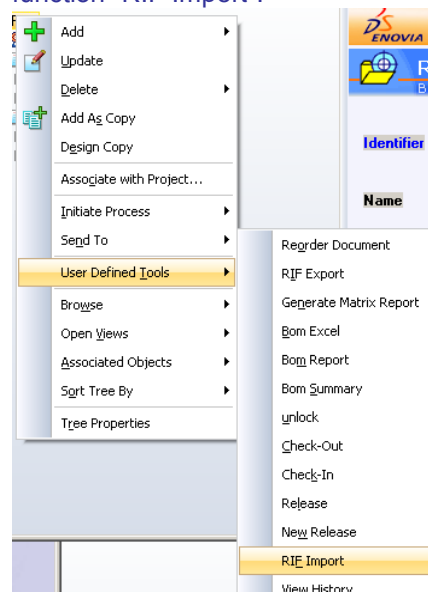 function "RIF Import":
Add
Update
Delete
Add As Copy
Design Copy
Associate with Project...
Initiate Process
Send To
User Defined Tools
Browse
Open Views
Associated Objects
Sort Tree By
Tree Properties
ENOVIA
R
B
Identifier
Name
Reorder Document
RIF Export
Generate Matrix Report
Bom Excel
Bom Report
Bom Summary
unlock
Check-Out
Check-In
Release
New Release
RIF Import
View History